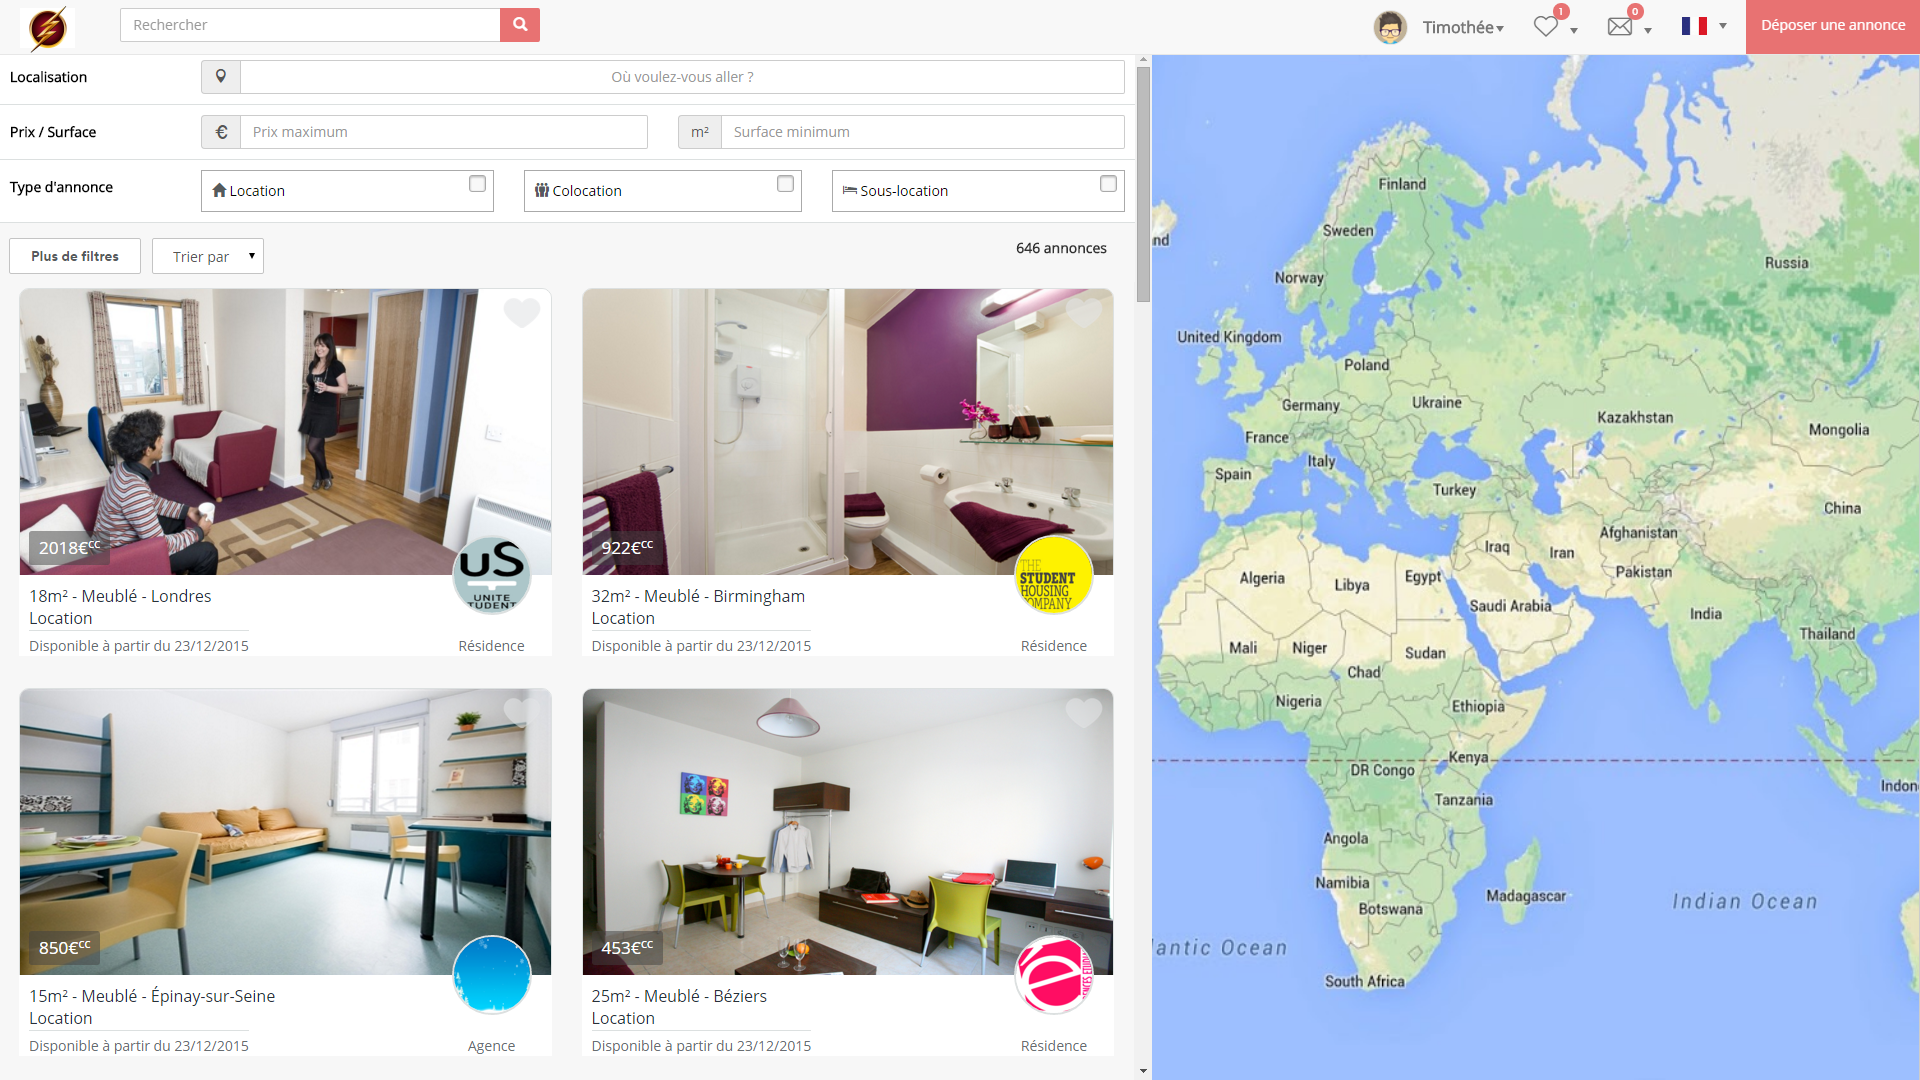 Rechercher
Timothée
1
0
Déposer une annonce
Localisation
Où voulez-vous aller ?
Prix / Surface
€
Prix maximum
m²
Surface minimum
Type d'annonce
Location
Colocation
Sous-location
Plus de filtres
Trier par
646 annonces
2018€cc
US
UNITE
TUDENT
18m² - Meublé - Londres
Location
Disponible à partir du 23/12/2015
Résidence
922€cc
THE
STUDENT
HOUSING
COMPANY
32m² - Meublé - Birmingham
Location
Disponible à partir du 23/12/2015
Résidence
850€cc
15m² - Meublé - Épinay-sur-Seine
Location
Disponible à partir du 23/12/2015
Agence
453€cc
25m² - Meublé - Béziers
Location
Disponible à partir du 23/12/2015
Résidence
Finland
nd
Sweden
Russia
Norway
United Kingdom
Poland
Germany
Ukraine
Kazakhstan
Mongolia
France
Italy
Spain
Turkey
China
Afghanistan
Iraq
Iran
Pakistan
Algeria
Libya
Egypt
Saudi Arabia
India
Thailand
Mali
Niger
Sudan
Chad
Nigeria
Ethiopia
Kenya
DR Congo
Indon
Tanzania
Angola
Namibia
Madagascar
Botswana
Indian Ocean
antic Ocean
South Africa